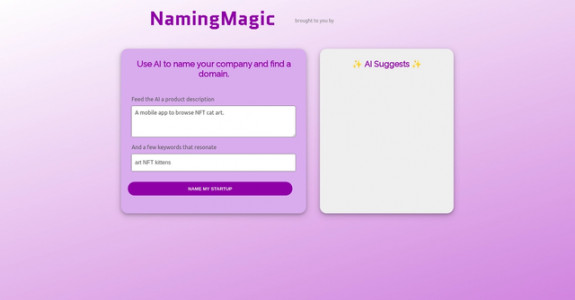 NamingMagic
brought to you by
Use AI to name your company and find a
domain.
✨ AI Suggests ✨
Feed the AI a product description
A mobile app to browse NFT cat art.
And a few keywords that resonate
art NFT kittens
NAME MY STARTUP